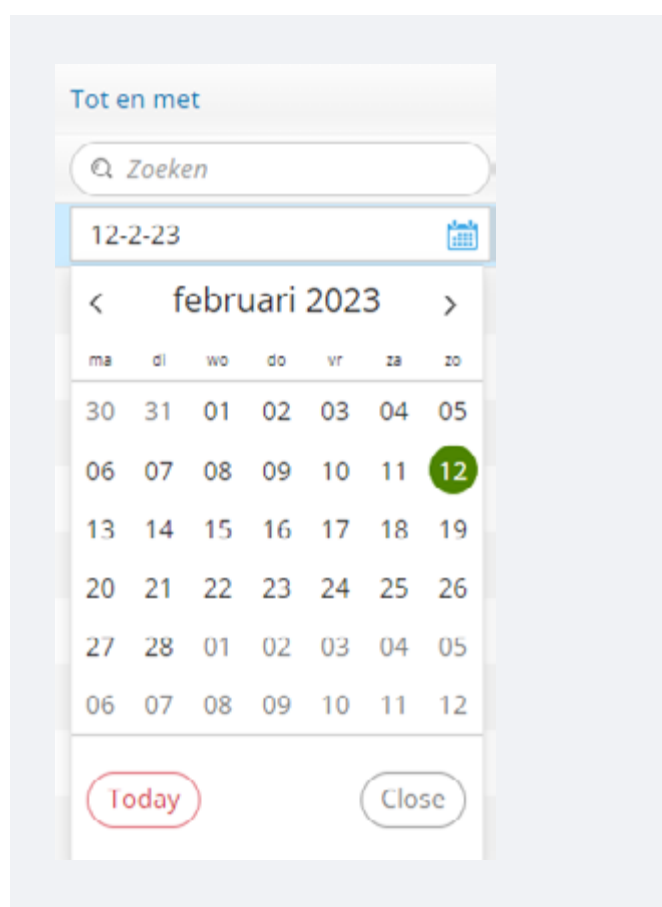 Tot en met
Zoeken
12-2-23
< februari 2023 >
ma di wo do vr za zo
30 31 01 02 03 04 05
06 07 08 09 10 11 12
13 14 15 16 17 18 19
20 21 22 23 24 25 26
27 28 01 02 03 04 05
06 07 08 09 10 11 12
Today Close